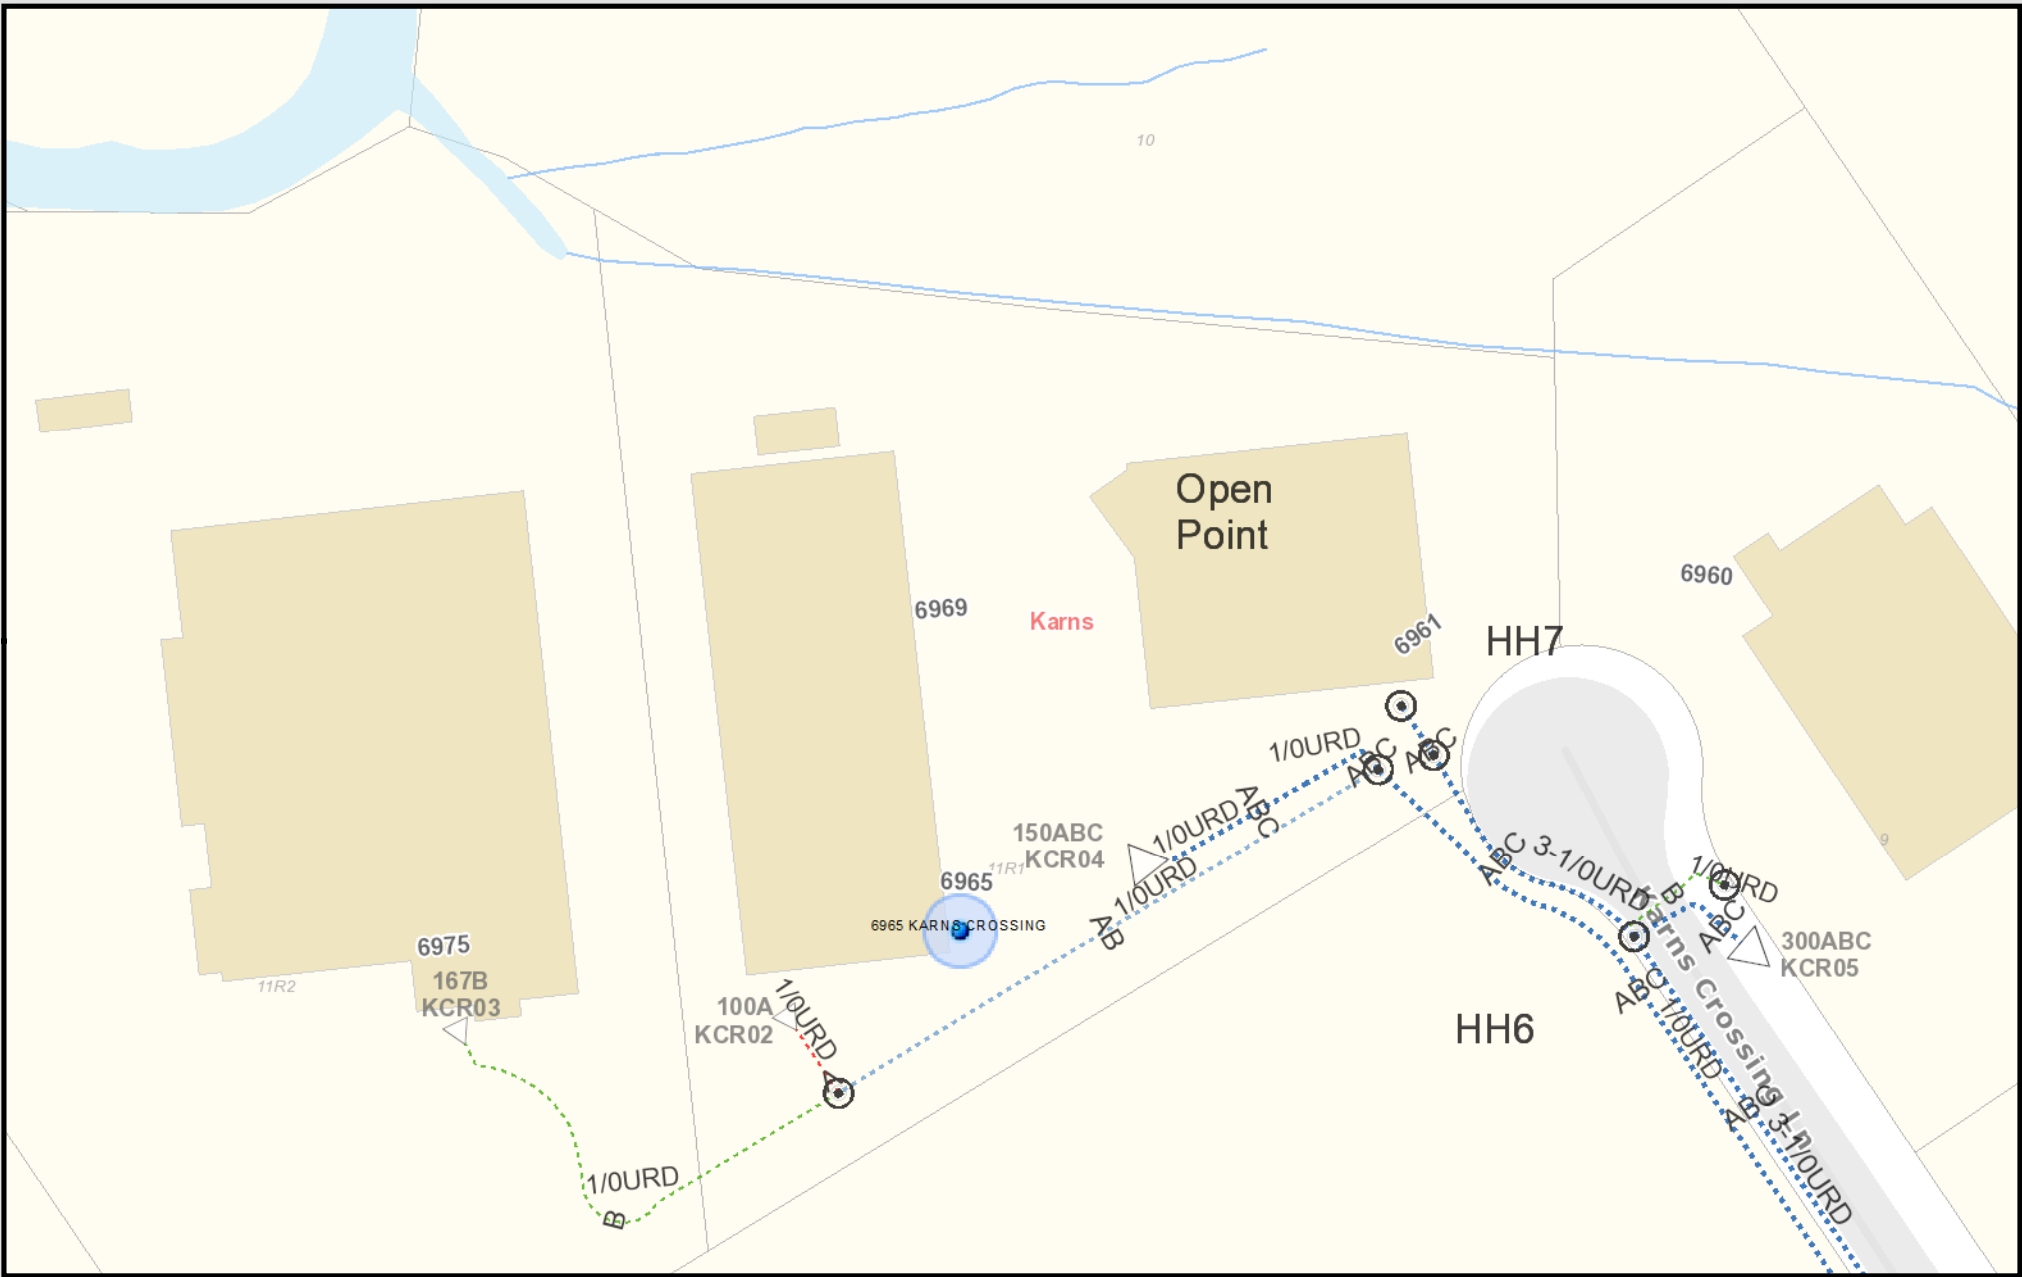 10
Open
Point
6960
6969
Karns
6961
HH7
1/0URD
ABC
ABC
ABC
1/0URD
150ABC
KCR04
11R1
1/0URD
6965
6965 KARNS CROSSING
AB
ABC
3-1/0URD
9
1/0URD
B
ABC
300ABC
KCR05
6975
11R2
167B
KCR03
100A
KCR02
1/0URD
A
HH6
ABC
1/0URD
Karns Crossing Ln
ABC
3-1/0URD
1/0URD
B